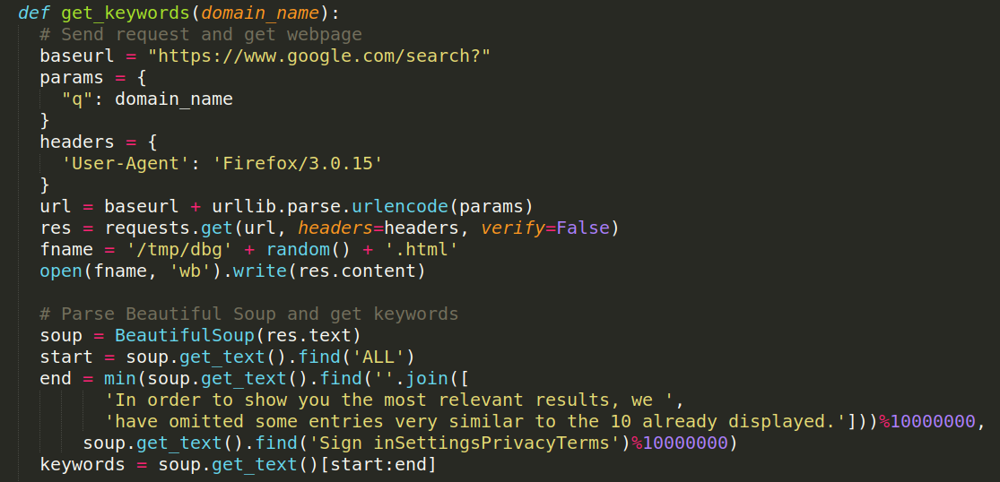 def get_keywords(domain_name):
  # Send request and get webpage
  baseurl = "https://www.google.com/search?"
  params = {
    "q": domain_name
  }
  headers = {
    'User-Agent': 'Firefox/3.0.15'
  }
  url = baseurl + urllib.parse.urlencode(params)
  res = requests.get(url, headers=headers, verify=False)
  fname = '/tmp/dbg' + random() + '.html'
  open(fname, 'wb').write(res.content)

  # Parse Beautiful Soup and get keywords
  soup = BeautifulSoup(res.text)
  start = soup.get_text().find('ALL')
  end = min(soup.get_text().find(''.join([
        'In order to show you the most relevant results, we ',
        'have omitted some entries very similar to the 10 already displayed.']))%10000000,
      soup.get_text().find('Sign inSettingsPrivacyTerms')%10000000)
  keywords = soup.get_text()[start:end]